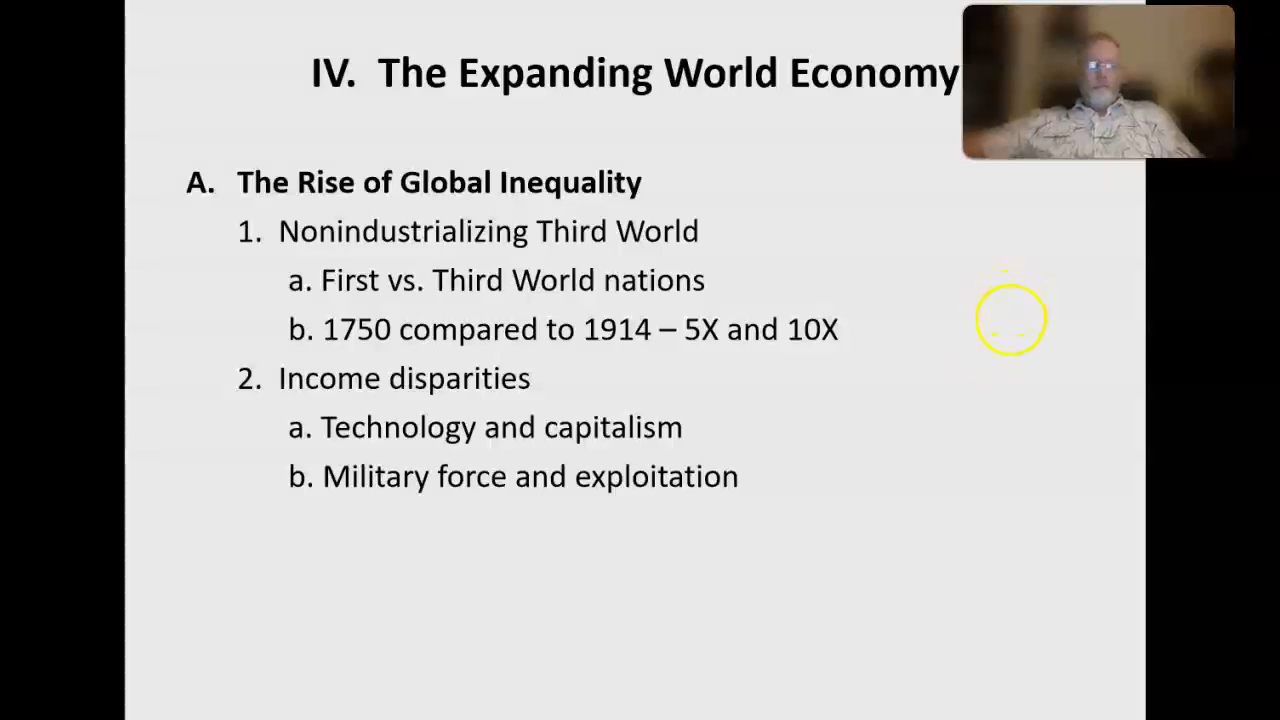 IV. The Expanding World Economy
A. The Rise of Global Inequality
1. Nonindustrializing Third World
a. First vs. Third World nations
b. 1750 compared to 1914 – 5X and 10X
2. Income disparities
a. Technology and capitalism
b. Military force and exploitation